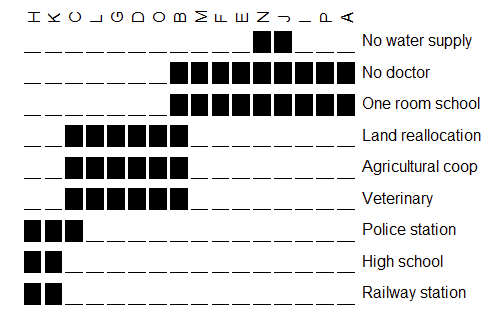 H K C L G D O B M F E N J I P A
No water supply
No doctor
One room school
Land reallocation
Agricultural coop
Veterinary
Police station
High school
Railway station